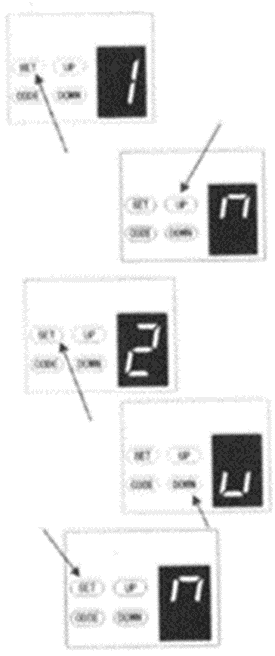 SET UP
CODE DOWN
1
SET UP
CODE DOWN
n
SET UP
CODE DOWN
2
SET UP
CODE DOWN
u
SET UP
CODE DOWN
n